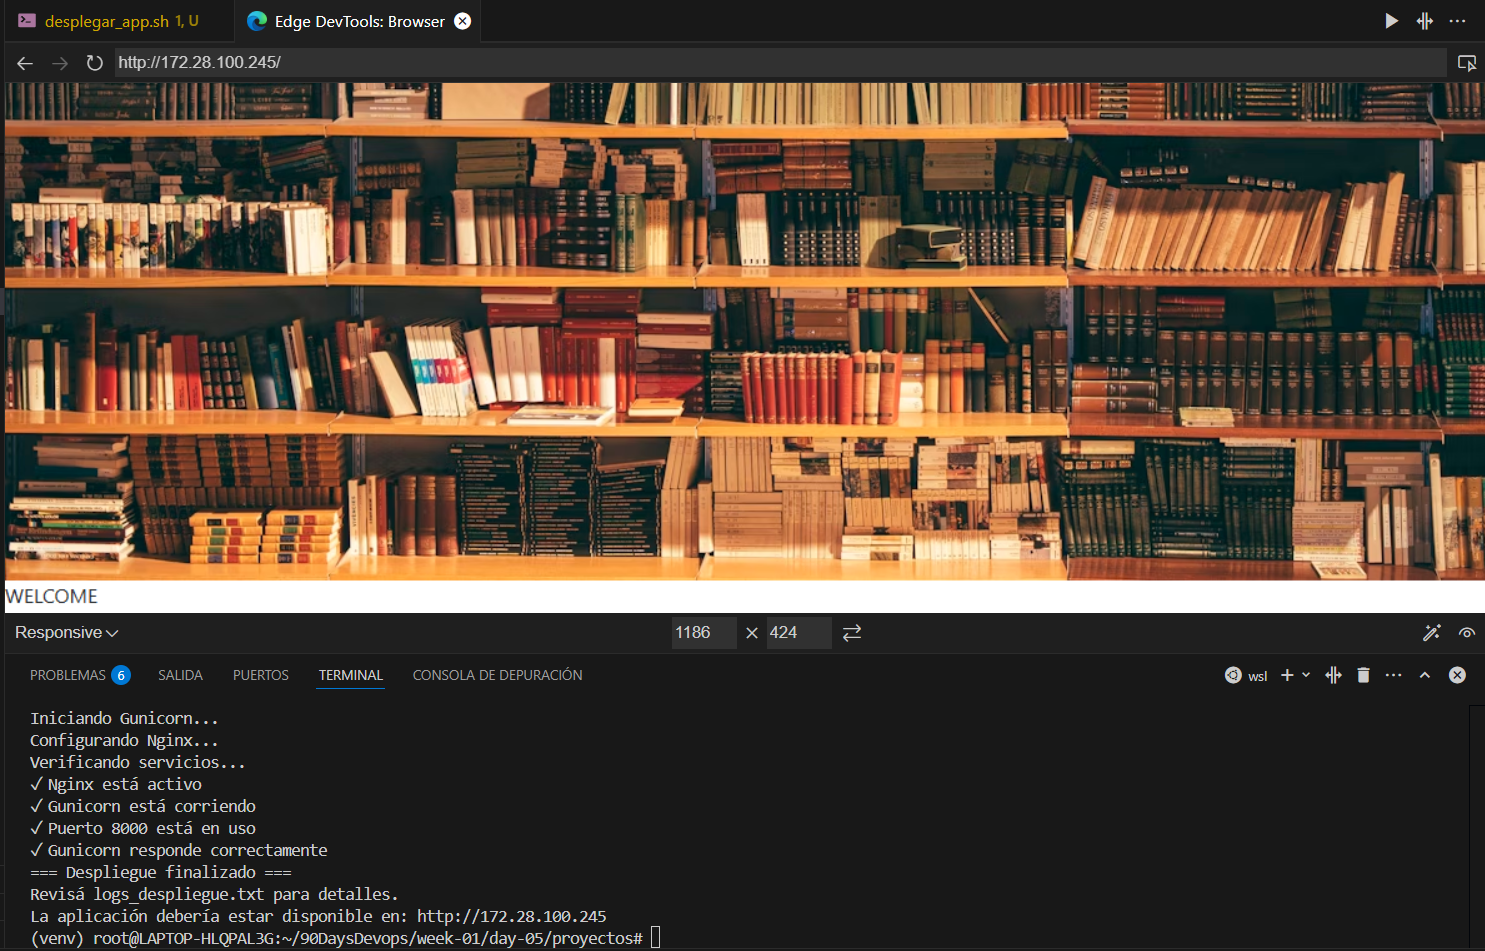 desplegar_app.sh 1, U
Edge DevTools: Browser
http://172.28.100.245/
WELCOME
Responsive
1186 × 424
PROBLEMAS 6 SALIDA PUERTOS TERMINAL CONSOLA DE DEPURACIÓN
wsl
Iniciando Gunicorn...
Configurando Nginx...
Verificando servicios...
✓ Nginx está activo
✓ Gunicorn está corriendo
✓ Puerto 8000 está en uso
✓ Gunicorn responde correctamente
=== Despliegue finalizado ===
Revisá logs_despliegue.txt para detalles.
La aplicación debería estar disponible en: http://172.28.100.245
(venv) root@LAPTOP-HLQPAL3G:~/90DaysDevops/week-01/day-05/proyectos#